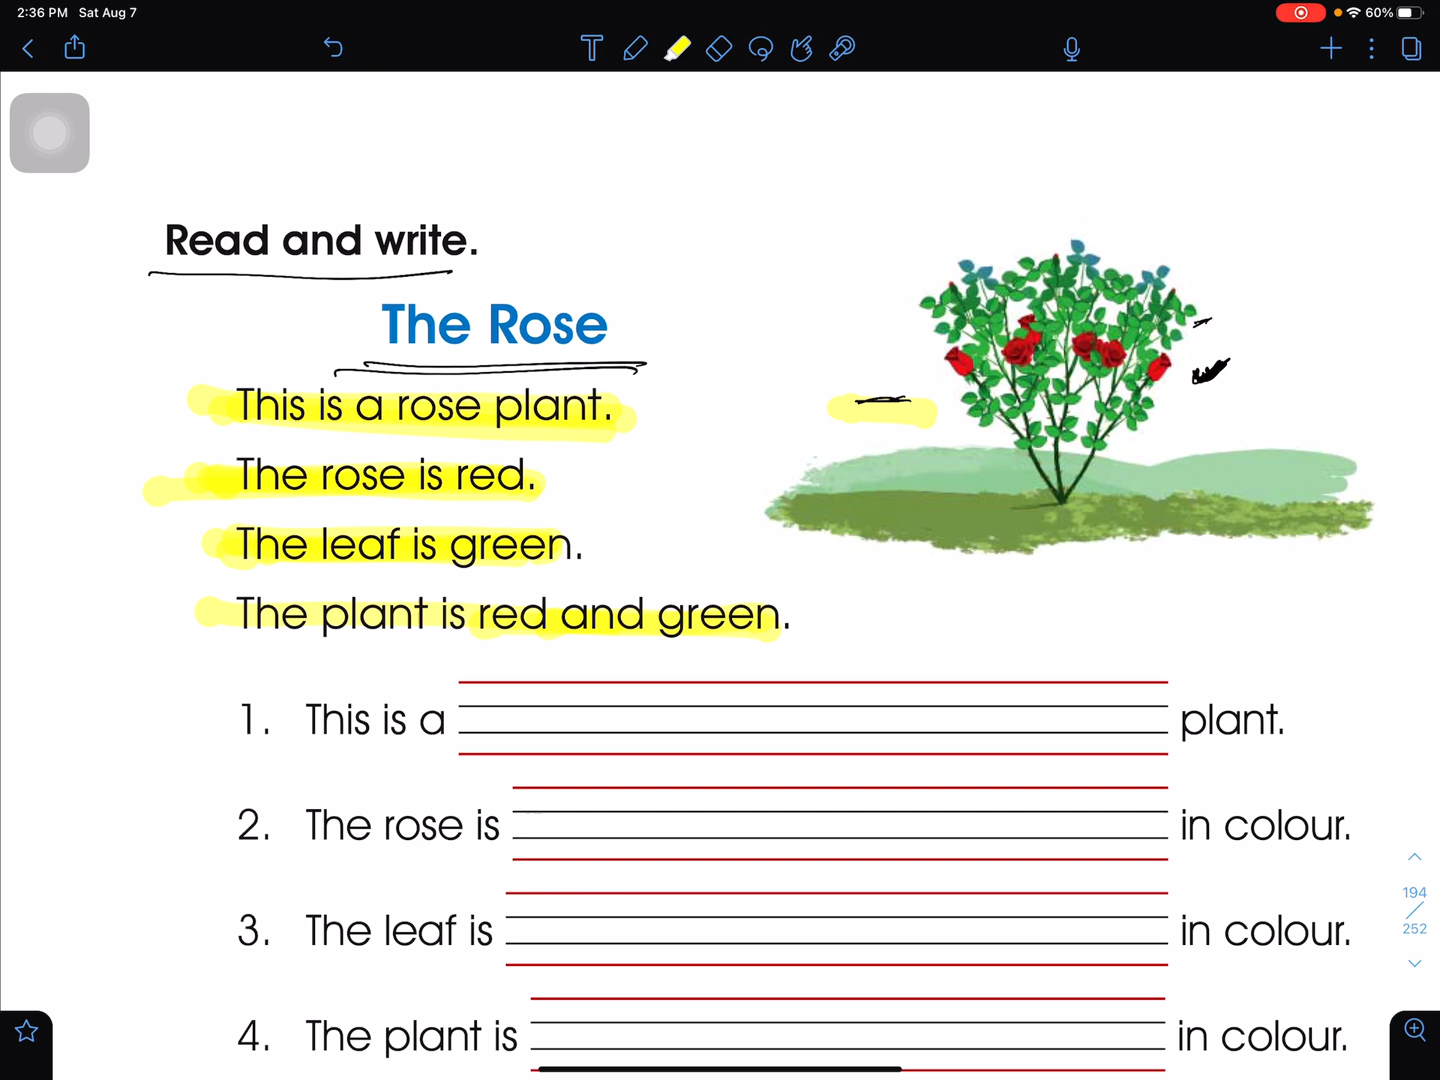 2:36 PM Sat Aug 7
60%
Read and write.
The Rose
This is a rose plant.
The rose is red.
The leaf is green.
The plant is red and green.
1. This is a plant.
2. The rose is in colour.
3. The leaf is in colour.
4. The plant is in colour.
194
252